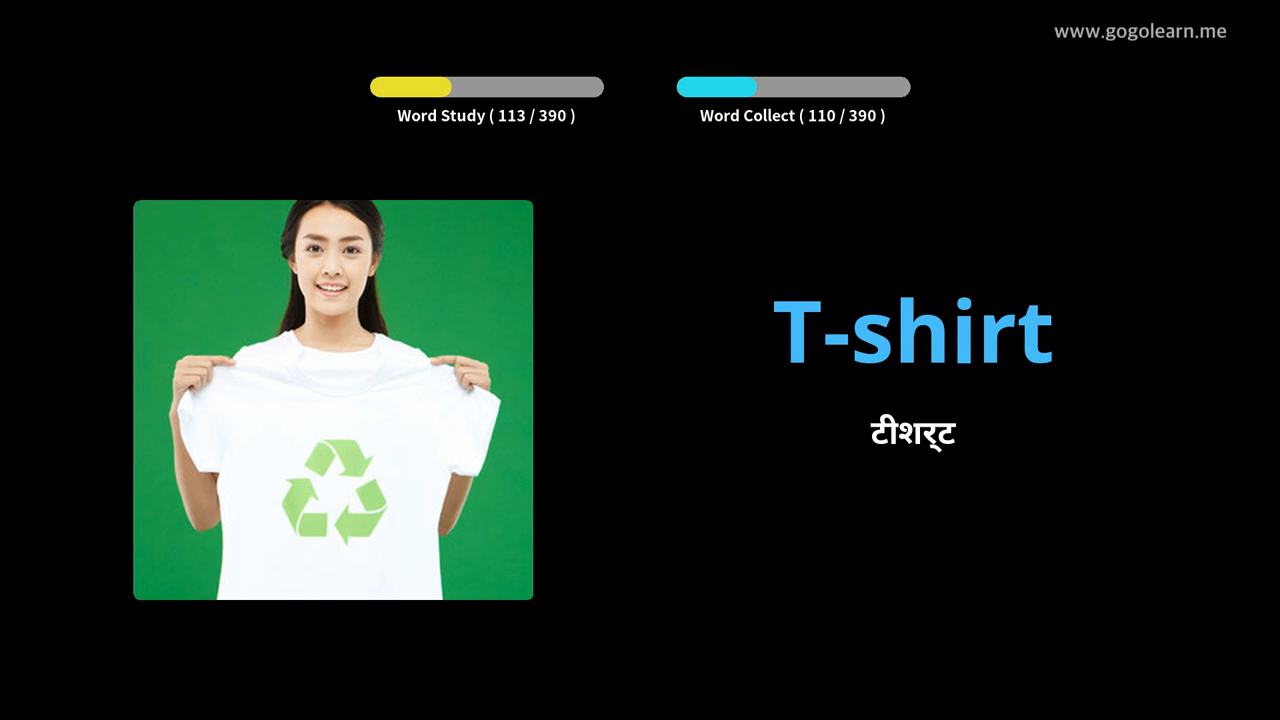 www.gogolearn.me
Word Study ( 113 / 390 )
Word Collect ( 110 / 390 )
T-shirt
टीशर्ट